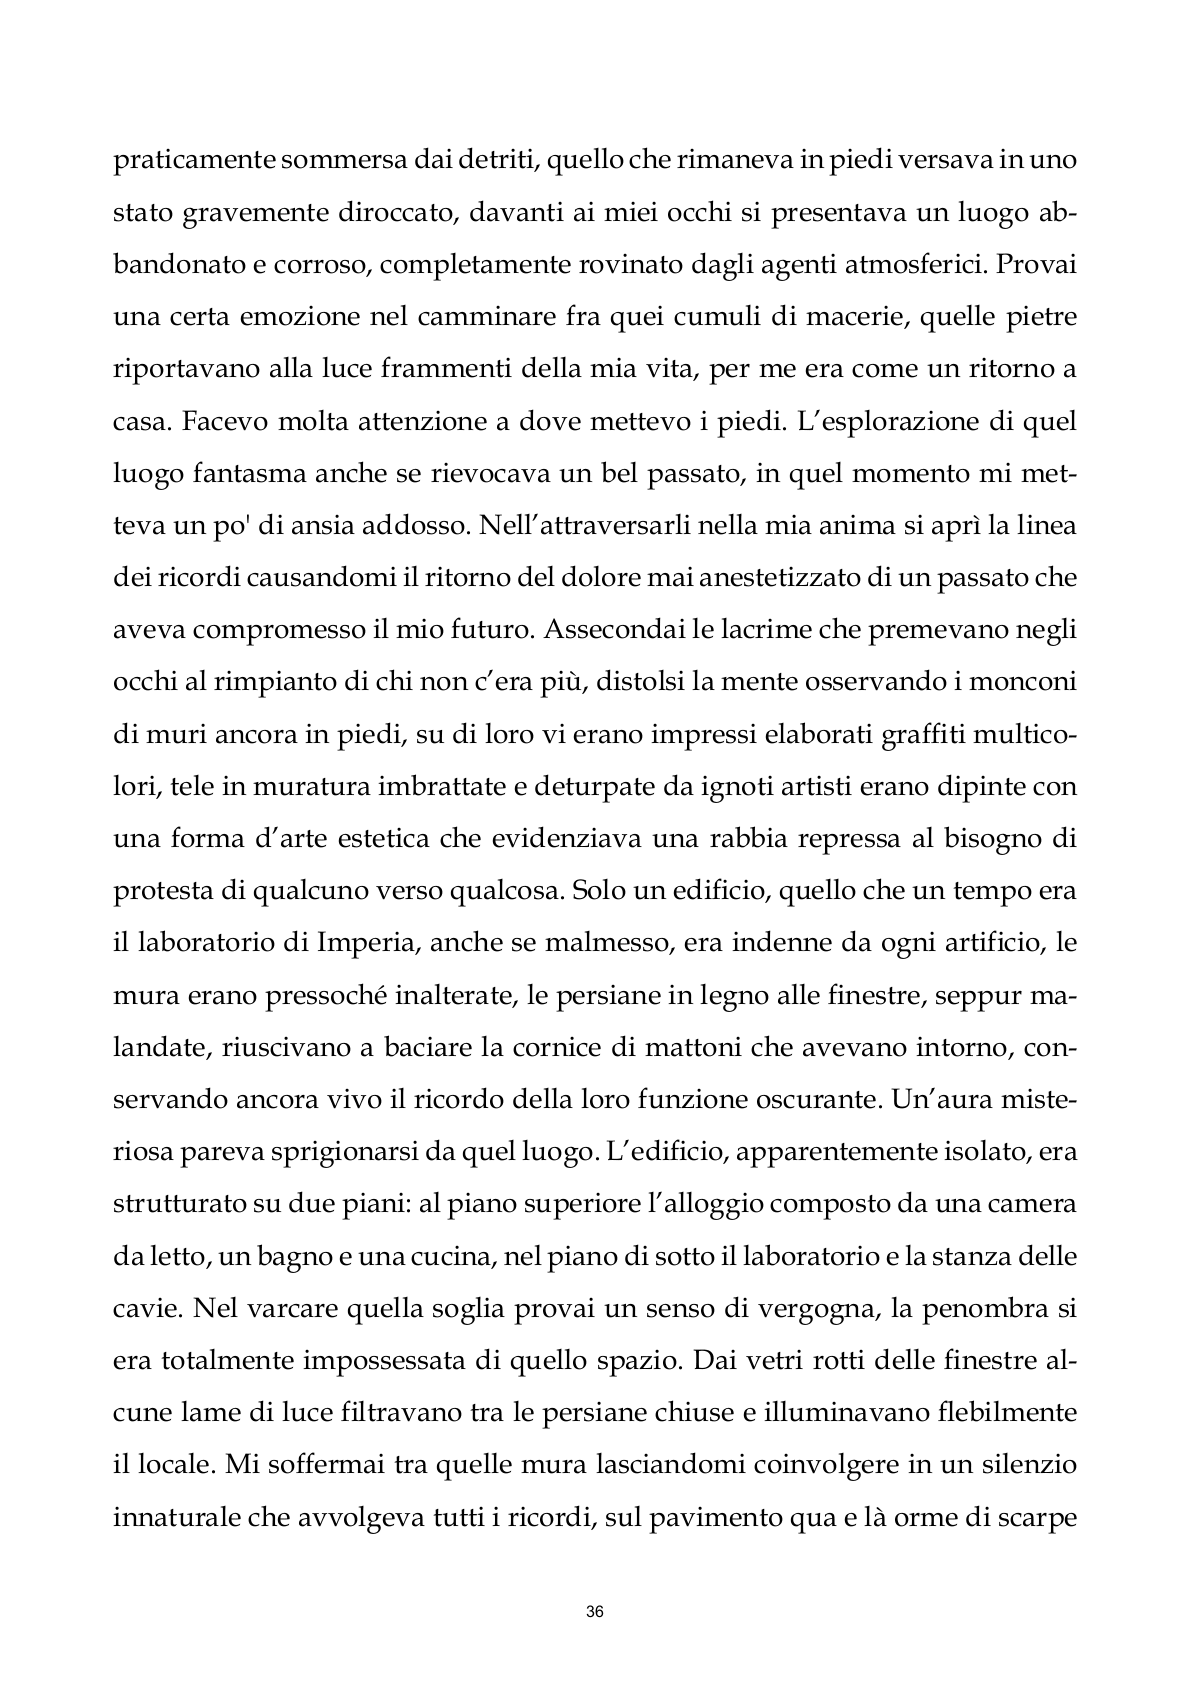 praticamente sommersa dai detriti, quello che rimaneva in piedi versava in uno
stato gravemente diroccato, davanti ai miei occhi si presentava un luogo ab-
bandonato e corroso, completamente rovinato dagli agenti atmosferici. Provai
una certa emozione nel camminare fra quei cumuli di macerie, quelle pietre
riportavano alla luce frammenti della mia vita, per me era come un ritorno a
casa. Facevo molta attenzione a dove mettevo i piedi. L’esplorazione di quel
luogo fantasma anche se rievocava un bel passato, in quel momento mi met-
teva un po' di ansia addosso. Nell’attraversarli nella mia anima si aprì la linea
dei ricordi causandomi il ritorno del dolore mai anestetizzato di un passato che
aveva compromesso il mio futuro. Assecondai le lacrime che premevano negli
occhi al rimpianto di chi non c’era più, distolsi la mente osservando i monconi
di muri ancora in piedi, su di loro vi erano impressi elaborati graffiti multico-
lori, tele in muratura imbrattate e deturpate da ignoti artisti erano dipinte con
una forma d’arte estetica che evidenziava una rabbia repressa al bisogno di
protesta di qualcuno verso qualcosa. Solo un edificio, quello che un tempo era
il laboratorio di Imperia, anche se malmesso, era indenne da ogni artificio, le
mura erano pressoché inalterate, le persiane in legno alle finestre, seppur ma-
landate, riuscivano a baciare la cornice di mattoni che avevano intorno, con-
servando ancora vivo il ricordo della loro funzione oscurante. Un’aura miste-
riosa pareva sprigionarsi da quel luogo. L’edificio, apparentemente isolato, era
strutturato su due piani: al piano superiore l’alloggio composto da una camera
da letto, un bagno e una cucina, nel piano di sotto il laboratorio e la stanza delle
cavie. Nel varcare quella soglia provai un senso di vergogna, la penombra si
era totalmente impossessata di quello spazio. Dai vetri rotti delle finestre al-
cune lame di luce filtravano tra le persiane chiuse e illuminavano flebilmente
il locale. Mi soffermai tra quelle mura lasciandomi coinvolgere in un silenzio
innaturale che avvolgeva tutti i ricordi, sul pavimento qua e là orme di scarpe
36